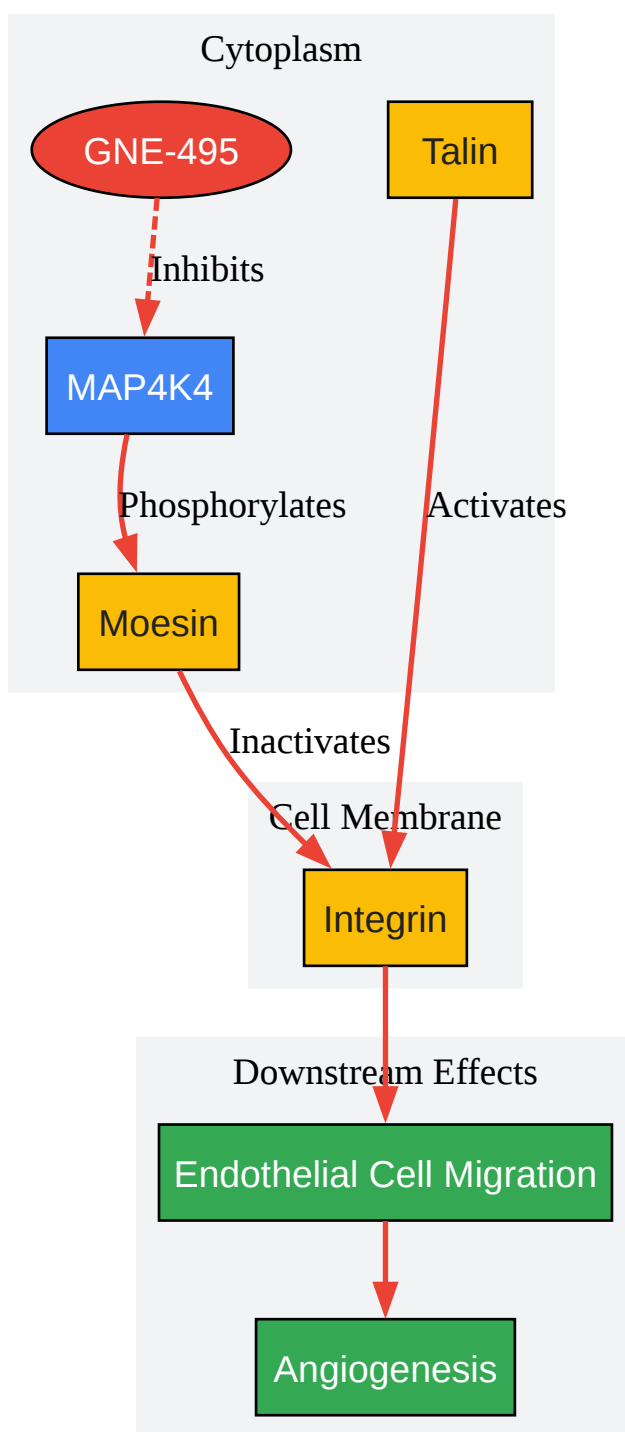 Cytoplasm
GNE-495
Talin
Inhibits
MAP4K4
Phosphorylates
Activates
Moesin
Inactivates
Cell Membrane
Integrin
Downstream Effects
Endothelial Cell Migration
Angiogenesis